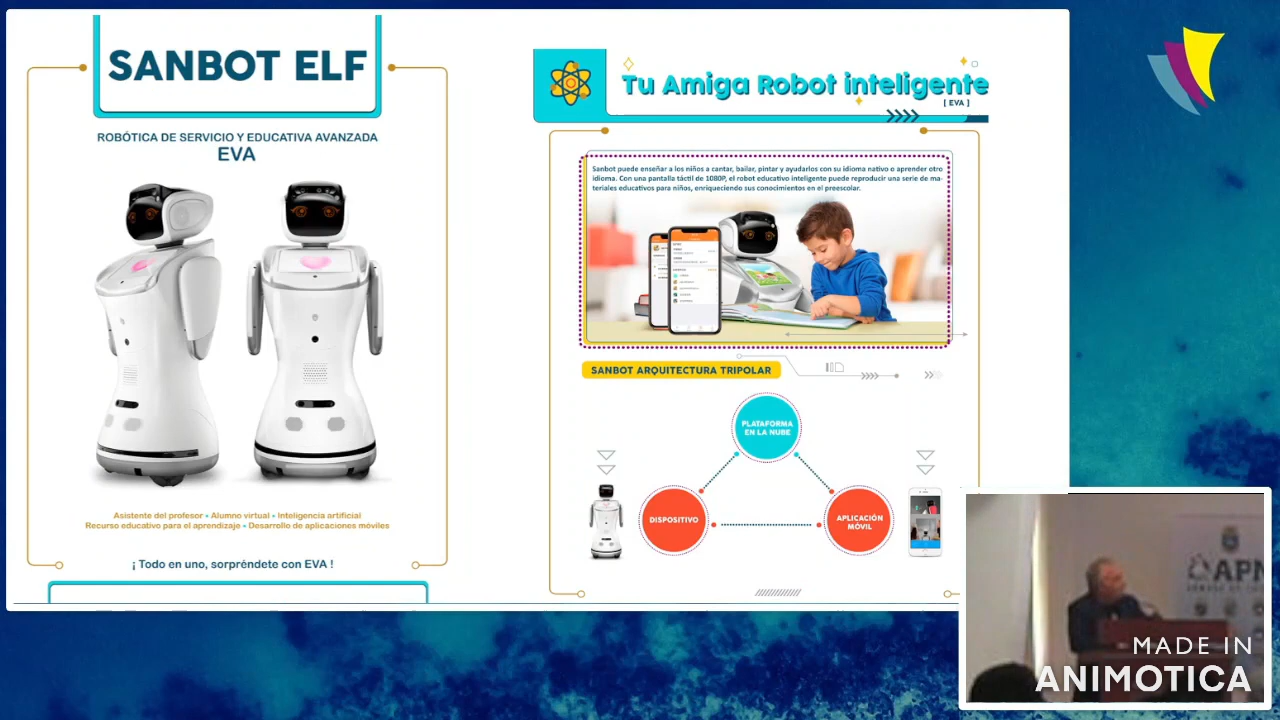 SANBOT ELF
ROBÓTICA DE SERVICIO Y EDUCATIVA AVANZADA
EVA
Asistente del profesor • Alumno virtual • Inteligencia artificial
Recurso educativo para el aprendizaje • Desarrollo de aplicaciones móviles
¡ Todo en uno, sorpréndete con EVA !
Tu Amiga Robot inteligente
[ EVA ]
Sanbot puede enseñar a los niños a cantar, bailar, pintar y ayudarlos con su idioma nativo o aprender otro
idioma. Con una pantalla táctil de 1080P, el robot educativo inteligente puede reproducir una serie de ma-
teriales educativos para niños, enriqueciendo sus conocimientos en el preescolar.
SANBOT ARQUITECTURA TRIPOLAR
PLATAFORMA
EN LA NUBE
DISPOSITIVO
APLICACIÓN
MÓVIL
MADE IN
ANIMOTICA